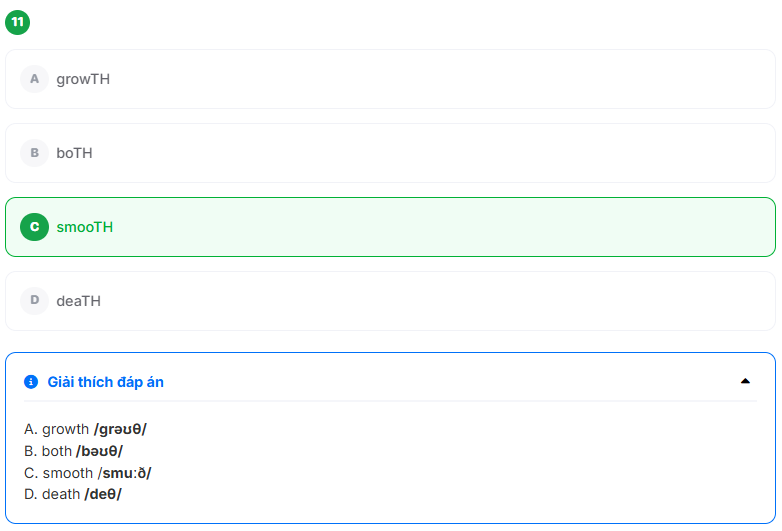 11
A growTH
B boTH
C smooTH
D deaTH
Giải thích đáp án
A. growth /grəʊθ/
B. both /bəʊθ/
C. smooth /smuːð/
D. death /deθ/